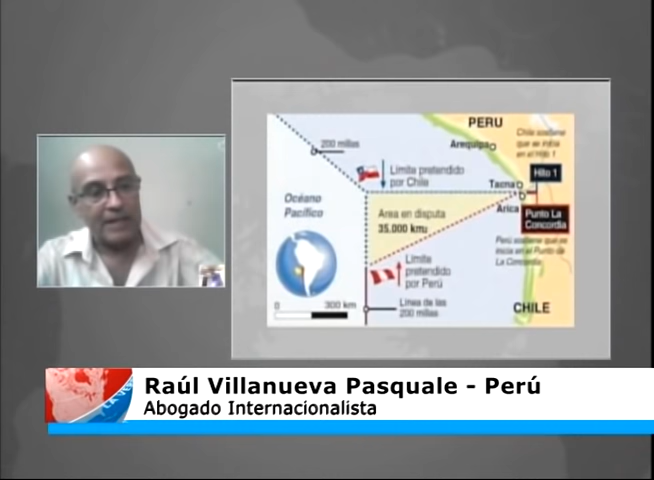 PERU
Chile sostiene
que se inicia
en el Hito 1
200 millas
Arequipa
Límite pretendido
por Chile
Hito 1
Tacna
Océano
Pacífico
Area en disputa
35.000 km2
Arica
Punto La
Concordia
Perú sostiene que se
inicia en el Punto de
La Concordia
Límite
pretendido
por Perú
0
300 km
Línea de las
200 millas
CHILE
Raúl Villanueva Pasquale - Perú
Abogado Internacionalista